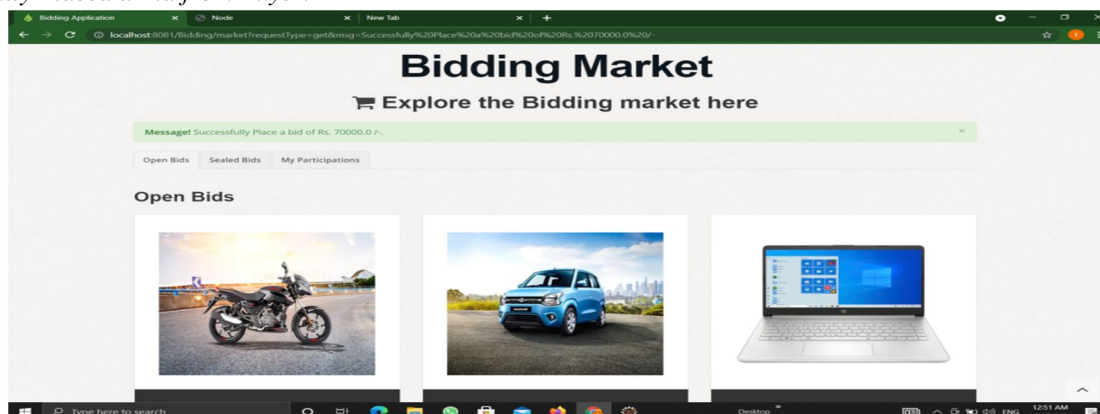 Bidding Application
Node
New Tab
localhost:8081/Bidding/market?requestType=get&msg=Successfully%20Place%20a%20bid%20of%20Rs.%2070000.0%20/-
Bidding Market
Explore the Bidding market here
Message! Successfully Place a bid of Rs. 70000.0 /-.
Open Bids
Sealed Bids
My Participations
Open Bids
Type here to search
Desktop
ENG
12:51 AM